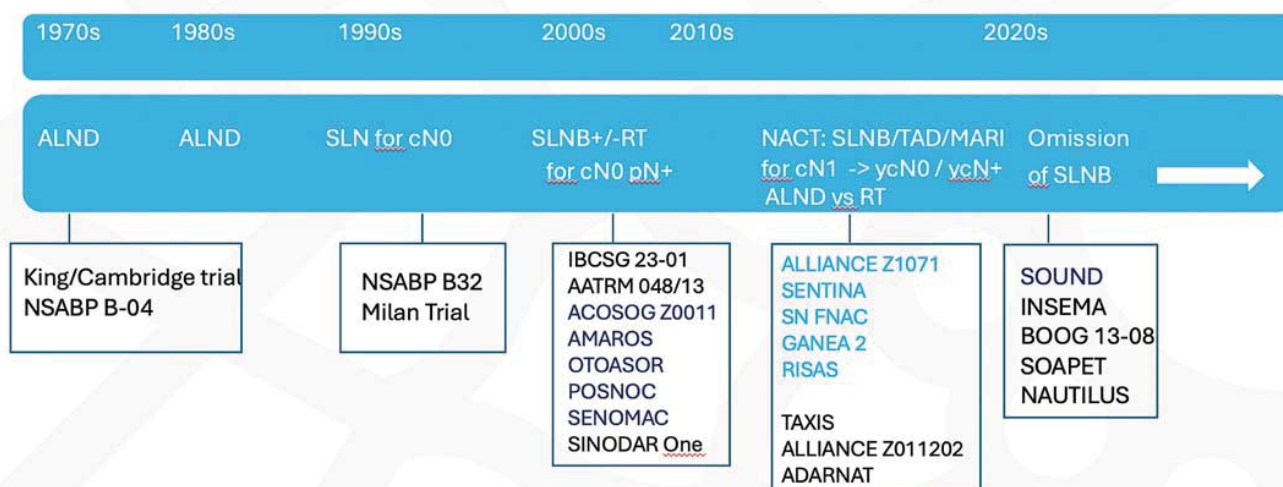 1970s 1980s 1990s 2000s 2010s 2020s
ALND
ALND
SLN for cN0
SLNB+/-RT
for cN0 pN+
NACT: SLNB/TAD/MARI
for cN1 -> ycN0 / ycN+
ALND vs RT
Omission
of SLNB
King/Cambridge trial
NSABP B-04
NSABP B32
Milan Trial
IBCSG 23-01
AATRM 048/13
ACOSOG Z0011
AMAROS
OTOASOR
POSNOC
SENOMAC
SINODAR One
ALLIANCE Z1071
SENTINA
SN FNAC
GANEA 2
RISAS
TAXIS
ALLIANCE Z011202
ADARNAT
SOUND
INSEMA
BOOG 13-08
SOAPET
NAUTILUS